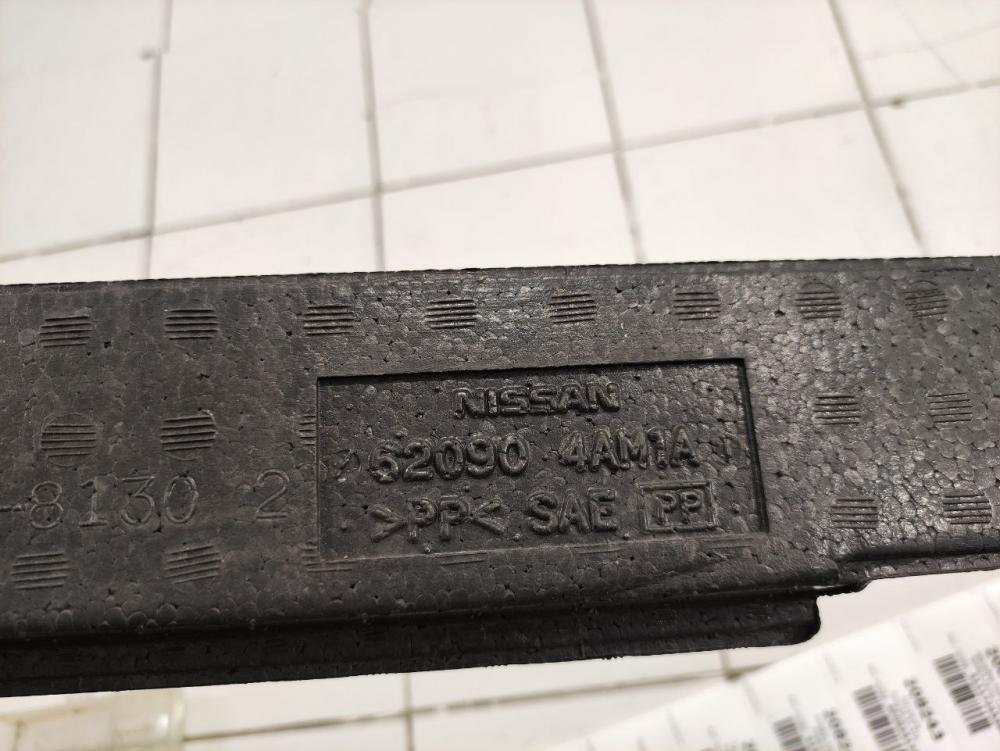 NISSAN
62090 4AM1A
>PP< SAE PP
-8130 2